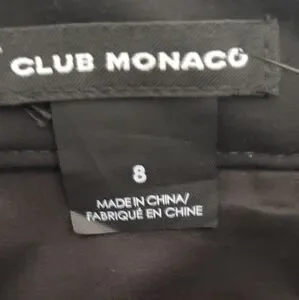 CLUB MONACO
8
MADE IN CHINA/
FABRIQUÉ EN CHINE